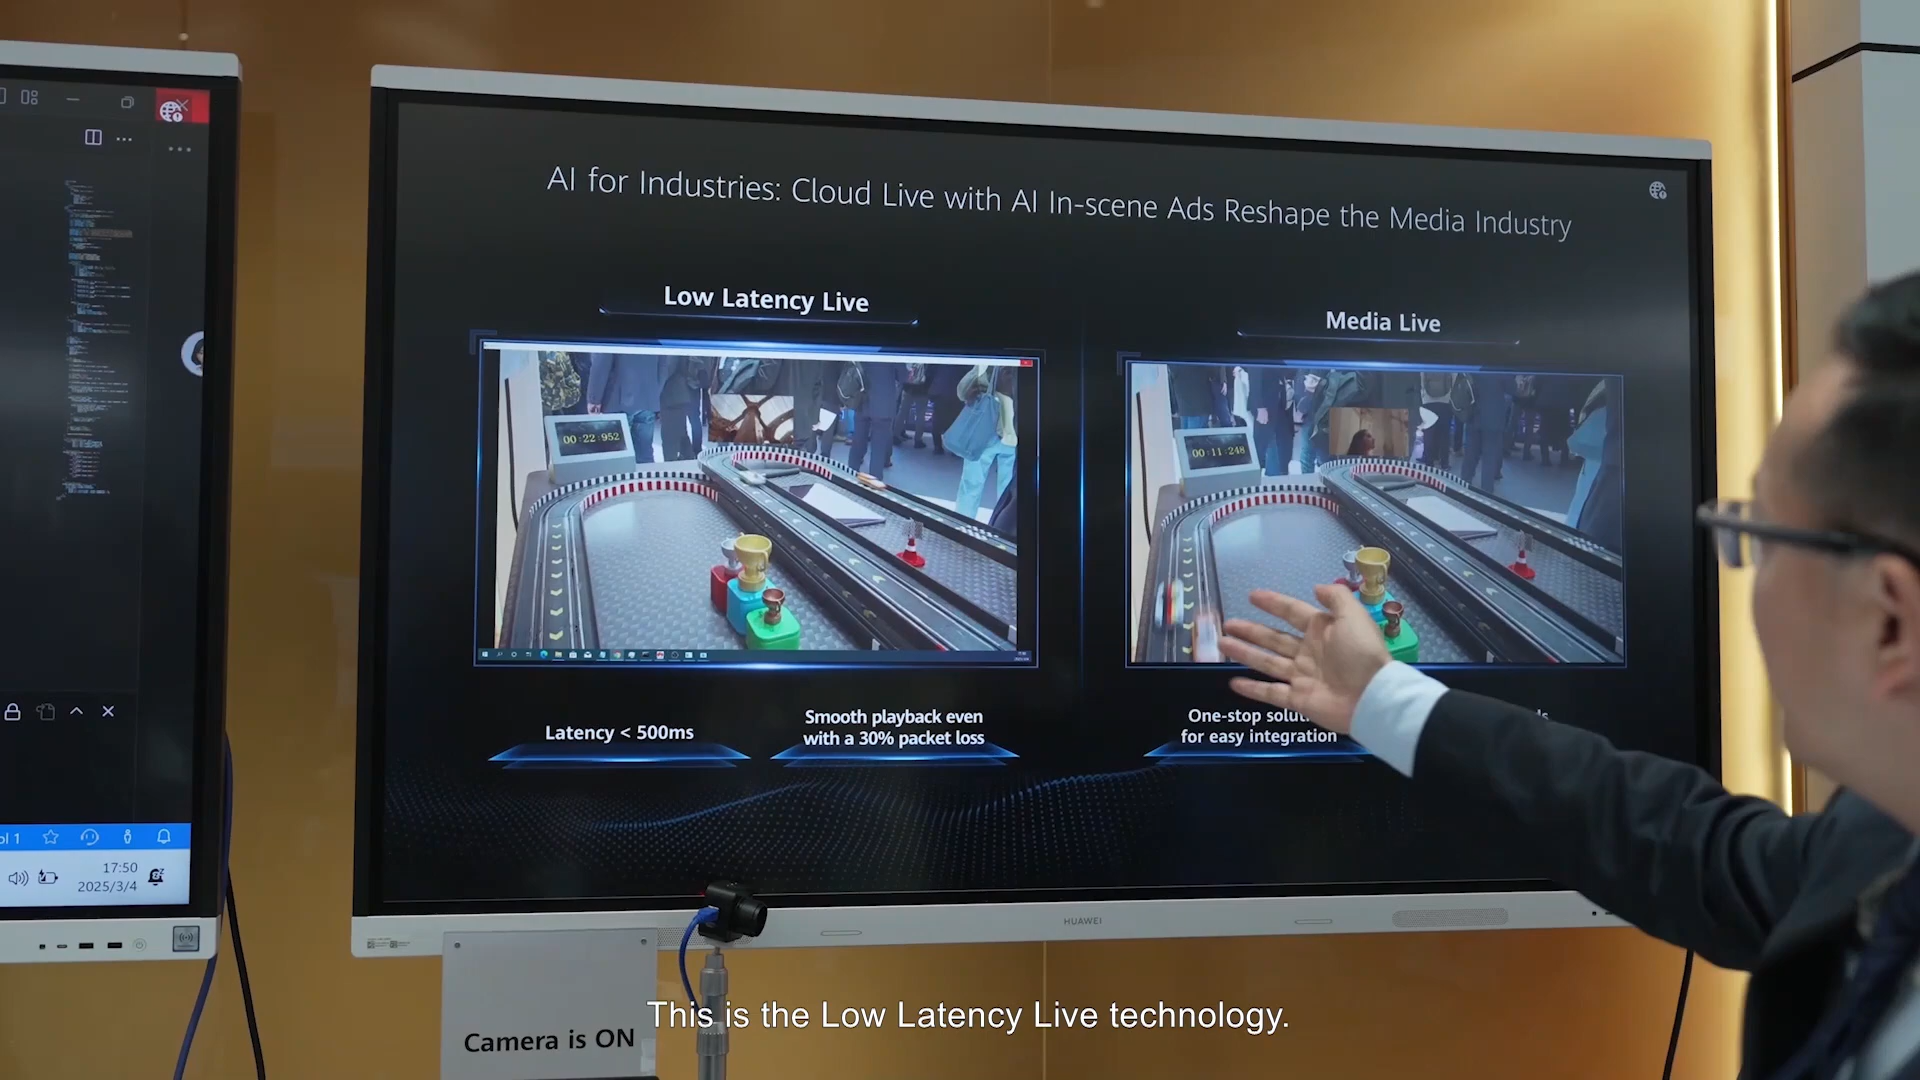 AI for Industries: Cloud Live with AI In-scene Ads Reshape the Media Industry
Low Latency Live
Media Live
00:22:952
00:11:248
Latency < 500ms
Smooth playback even
with a 30% packet loss
One-stop
for easy integration
17:50
2025/3/4
HUAWEI
Camera is ON
This is the Low Latency Live technology.